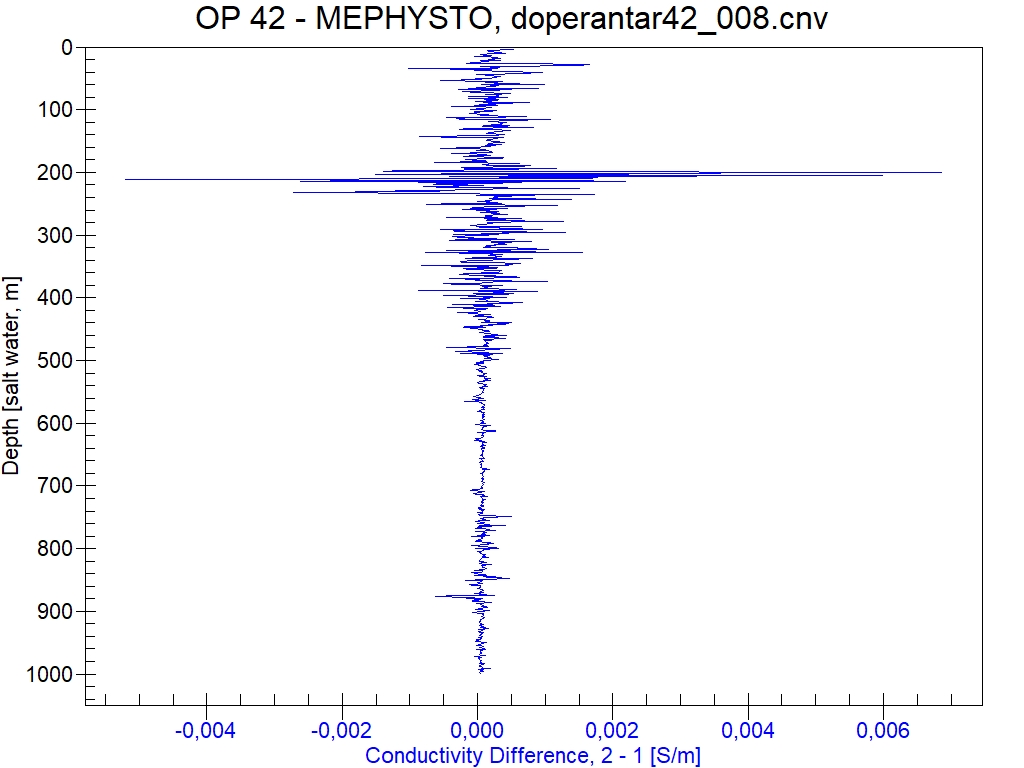 OP 42 - MEPHYSTO, doperantar42_008.cnv
0
100
200
300
400
500
600
700
800
900
1000
Depth [salt water, m]
-0,004 -0,002 0,000 0,002 0,004 0,006
Conductivity Difference, 2 - 1 [S/m]